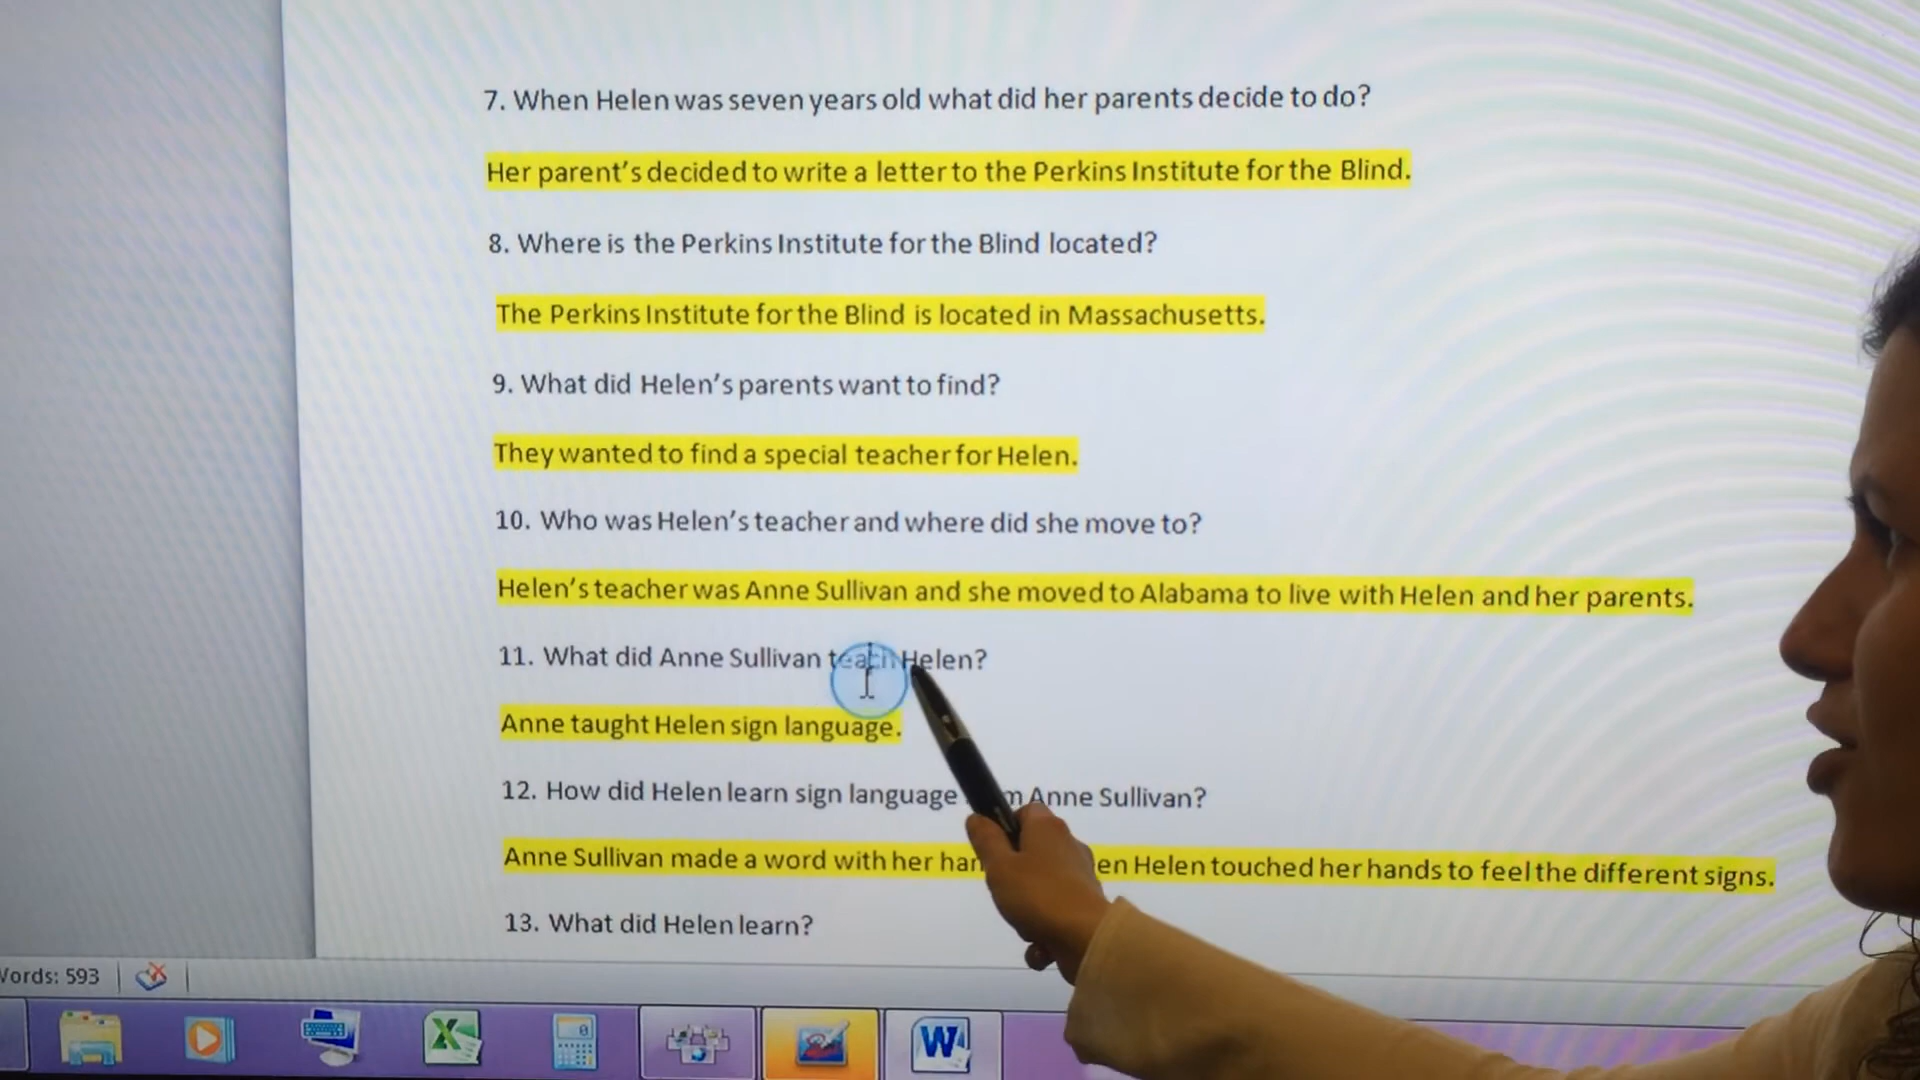 7. When Helen was seven years old what did her parents decide to do?
Her parent's decided to write a letter to the Perkins Institute for the Blind.
8. Where is the Perkins Institute for the Blind located?
The Perkins Institute for the Blind is located in Massachusetts.
9. What did Helen's parents want to find?
They wanted to find a special teacher for Helen.
10. Who was Helen's teacher and where did she move to?
Helen's teacher was Anne Sullivan and she moved to Alabama to live with Helen and her parents.
11. What did Anne Sullivan teach Helen?
Anne taught Helen sign language.
12. How did Helen learn sign language Anne Sullivan?
Anne Sullivan made a word with her Helen touched her hands to feel the different signs.
13. What did Helen learn?
Words: 593